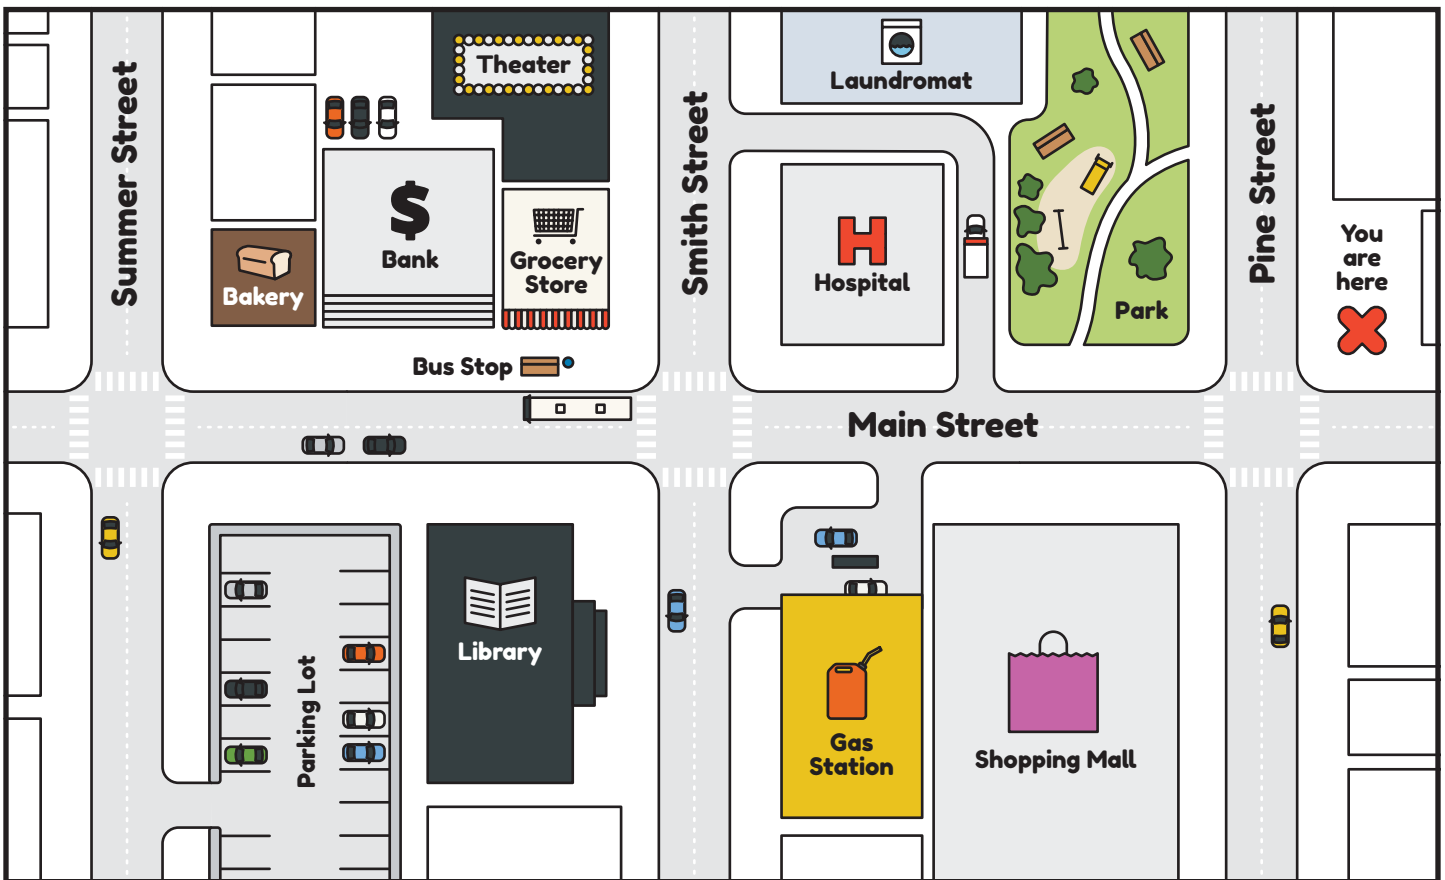 Theater
Laundromat
Summer Street
Smith Street
Pine Street
You
are
here
$
Bank
Grocery
Store
Bakery
H
Hospital
Park
Bus Stop
Main Street
Library
Parking Lot
Gas
Station
Shopping Mall